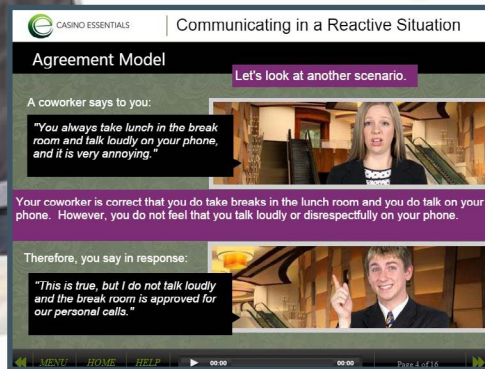 CASINO ESSENTIALS
Communicating in a Reactive Situation
Agreement Model
Let's look at another scenario.
A coworker says to you:
"You always take lunch in the break
room and talk loudly on your phone,
and it is very annoying."
Your coworker is correct that you do take breaks in the lunch room and you do talk on your
phone. However, you do not feel that you talk loudly or disrespectfully on your phone.
Therefore, you say in response:
"This is true, but I do not talk loudly
and the break room is approved for
our personal calls."
MENU HOME HELP 00:00 00:00 Page 4 of 16